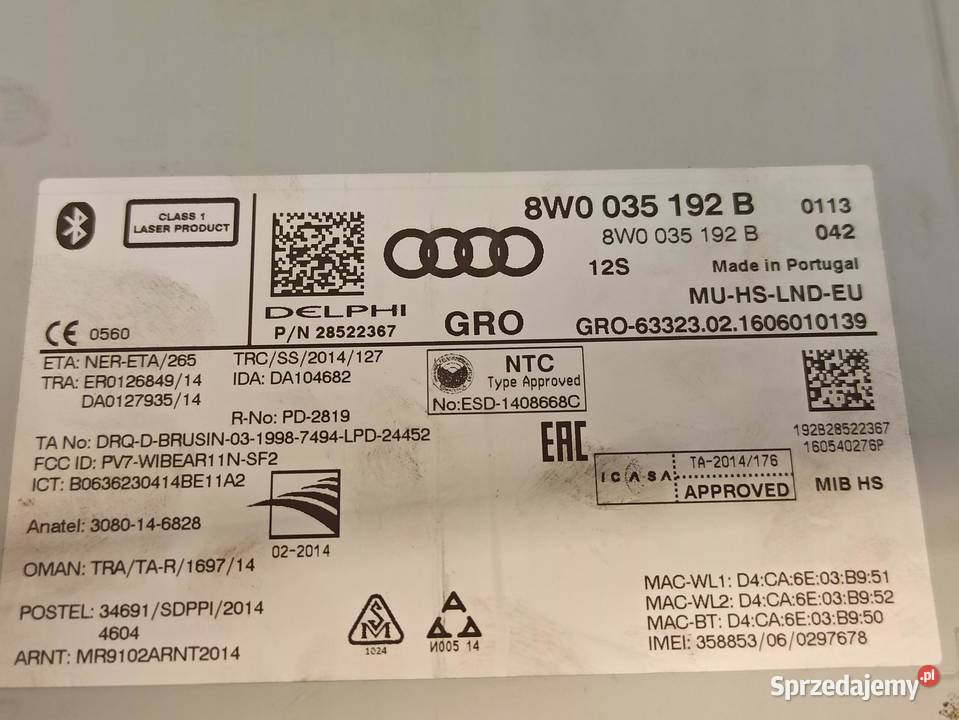 CLASS 1
LASER PRODUCT
8W0 035 192 B 0113
8W0 035 192 B 042
12S Made in Portugal
MU-HS-LND-EU
DELPHI
P/N 28522367
GRO GRO-63323.02.1606010139
CE 0560
ETA: NER-ETA/265 TRC/SS/2014/127
TRA: ER0126849/14 IDA: DA104682
DA0127935/14
R-No: PD-2819
NTC
Type Approved
No:ESD-1408668C
TA No: DRQ-D-BRUSIN-03-1998-7494-LPD-24452
FCC ID: PV7-WIBEAR11N-SF2
ICT: B0636230414BE11A2
EAC
192B28522367
160540276P
ICASA TA-2014/176
APPROVED
MIB HS
Anatel: 3080-14-6828
02-2014
OMAN: TRA/TA-R/1697/14
POSTEL: 34691/SDPPI/2014
4604
ARNT: MR9102ARNT2014
SM
1024
И005 14
MAC-WL1: D4:CA:6E:03:B9:51
MAC-WL2: D4:CA:6E:03:B9:52
MAC-BT: D4:CA:6E:03:B9:50
IMEI: 358853/06/0297678
Sprzedajemy.pl